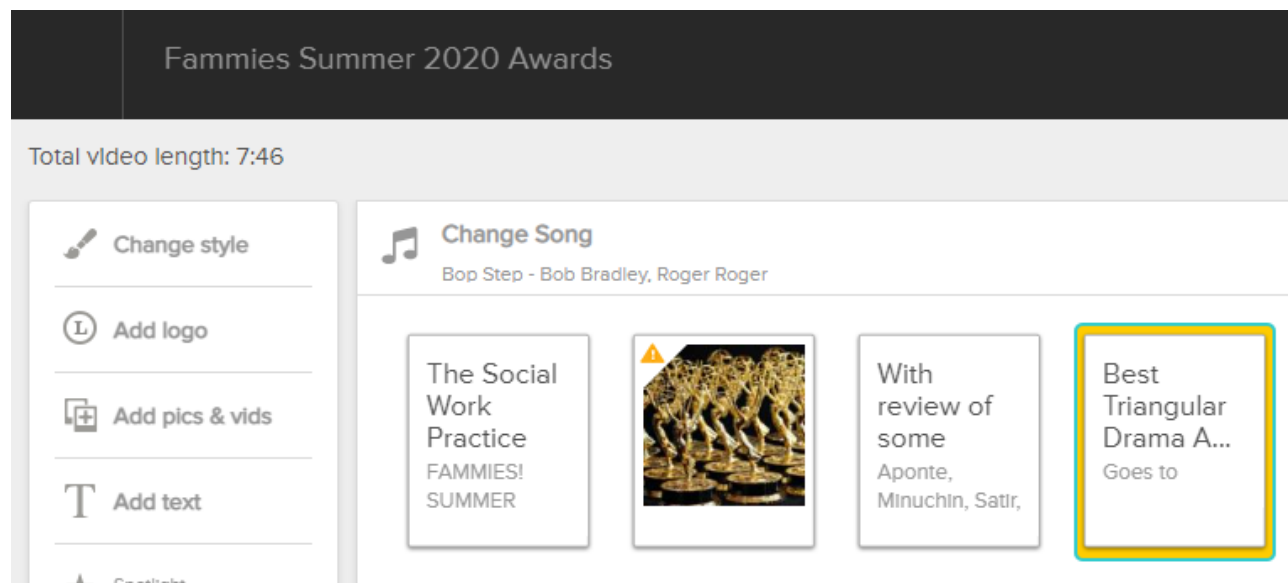 Fammies Summer 2020 Awards
Total video length: 7:46
Change style
Add logo
Add pics & vids
Add text
Spotlight
Change Song
Bop Step - Bob Bradley, Roger Roger
The Social
Work
Practice
FAMMIES!
SUMMER
With
review of
some
Aponte,
Minuchin, Satir,
Best
Triangular
Drama A...
Goes to